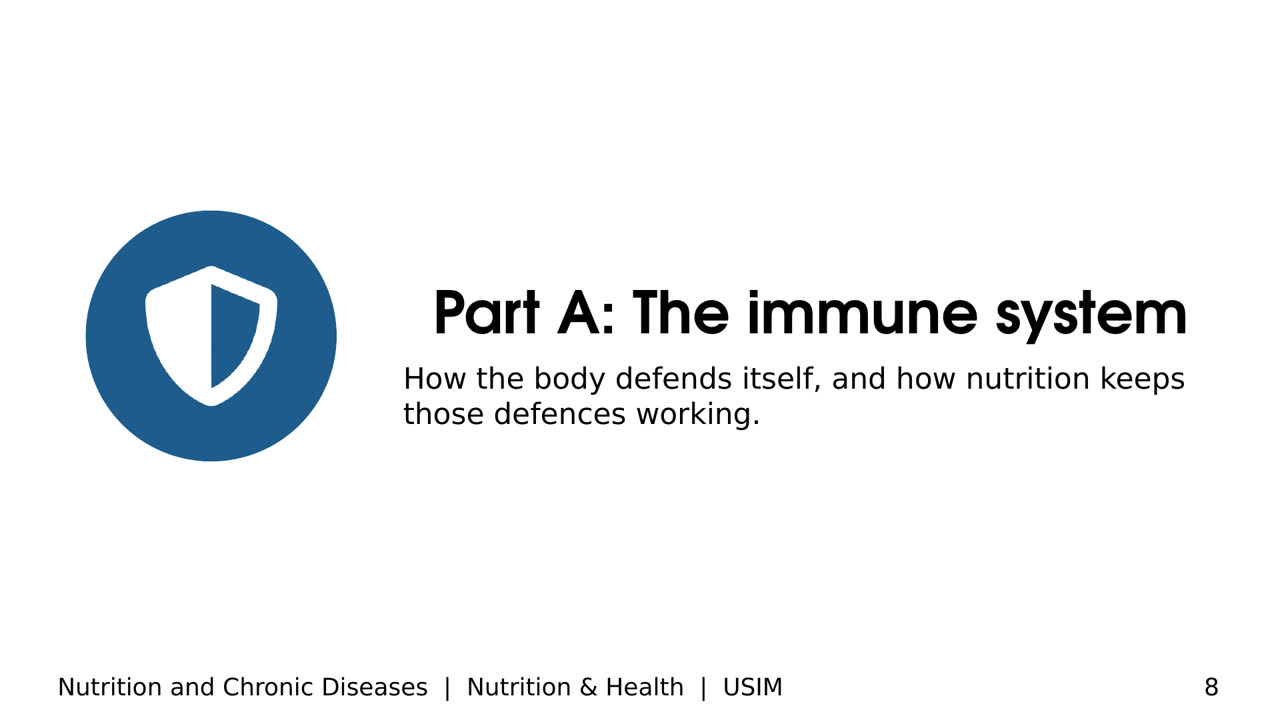 Part A: The immune system
How the body defends itself, and how nutrition keeps
those defences working.
Nutrition and Chronic Diseases | Nutrition & Health | USIM
8